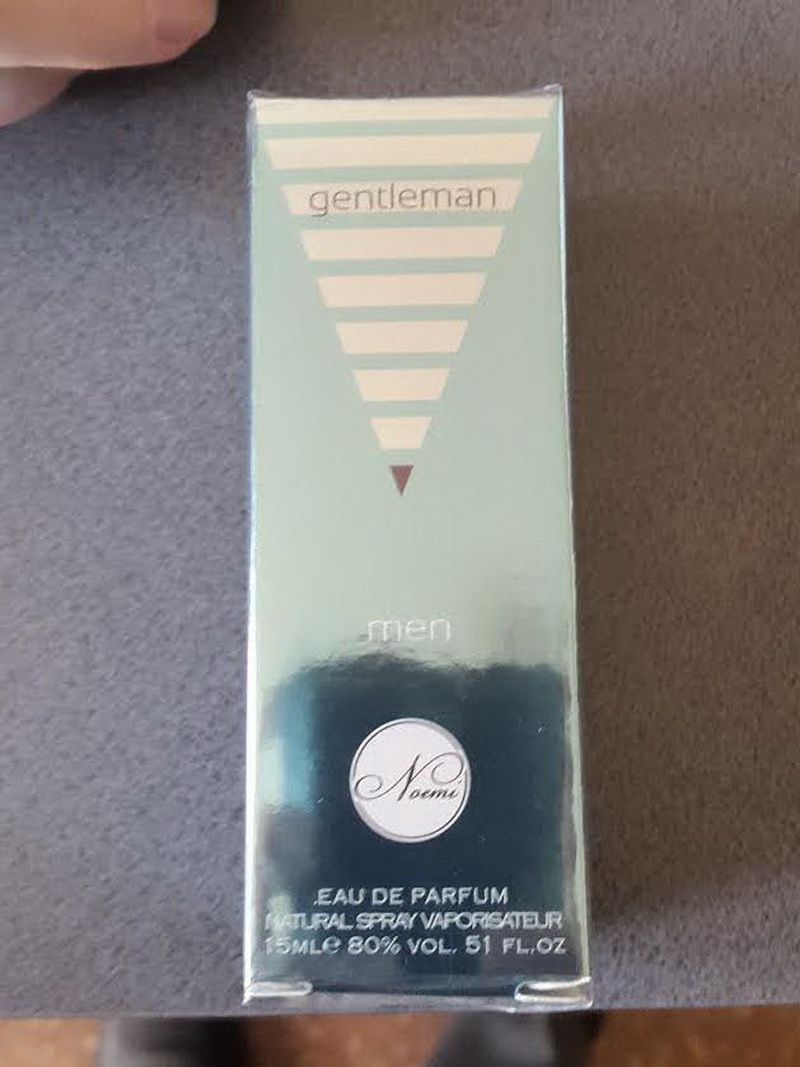 gentleman
men
Noemi
.EAU DE PARFUM
NATURAL SPRAY VAPORISATEUR
15ML℮ 80% VOL. 51 FL.OZ